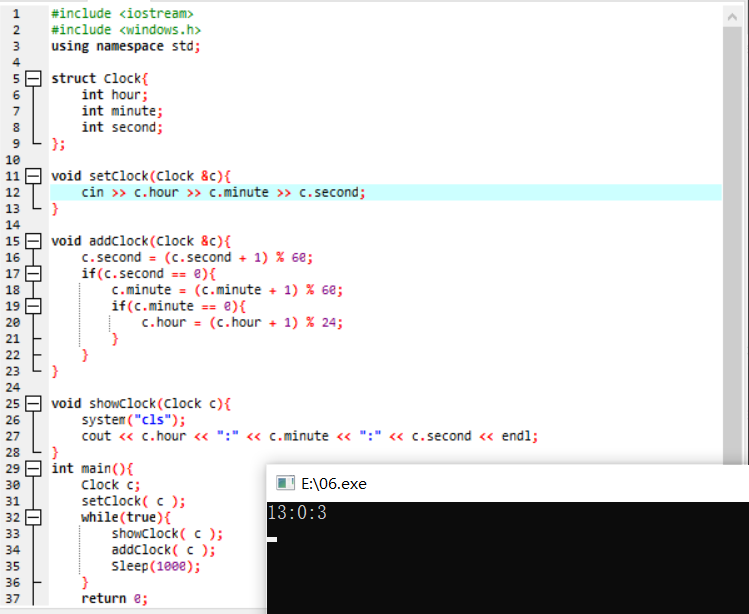 1 #include <iostream>
2 #include <windows.h>
3 using namespace std;
4
5 struct Clock{
6     int hour;
7     int minute;
8     int second;
9 };
10
11 void setClock(Clock &c){
12     cin >> c.hour >> c.minute >> c.second;
13 }
14
15 void addClock(Clock &c){
16     c.second = (c.second + 1) % 60;
17     if(c.second == 0){
18         c.minute = (c.minute + 1) % 60;
19         if(c.minute == 0){
20             c.hour = (c.hour + 1) % 24;
21         }
22     }
23 }
24
25 void showClock(Clock c){
26     system("cls");
27     cout << c.hour << ":" << c.minute << ":" << c.second << endl;
28 }
29 int main(){
30     Clock c;
31     setClock( c );
32     while(true){
33         showClock( c );
34         addClock( c );
35         Sleep(1000);
36     }
37     return 0;
E:\06.exe
13:0:3